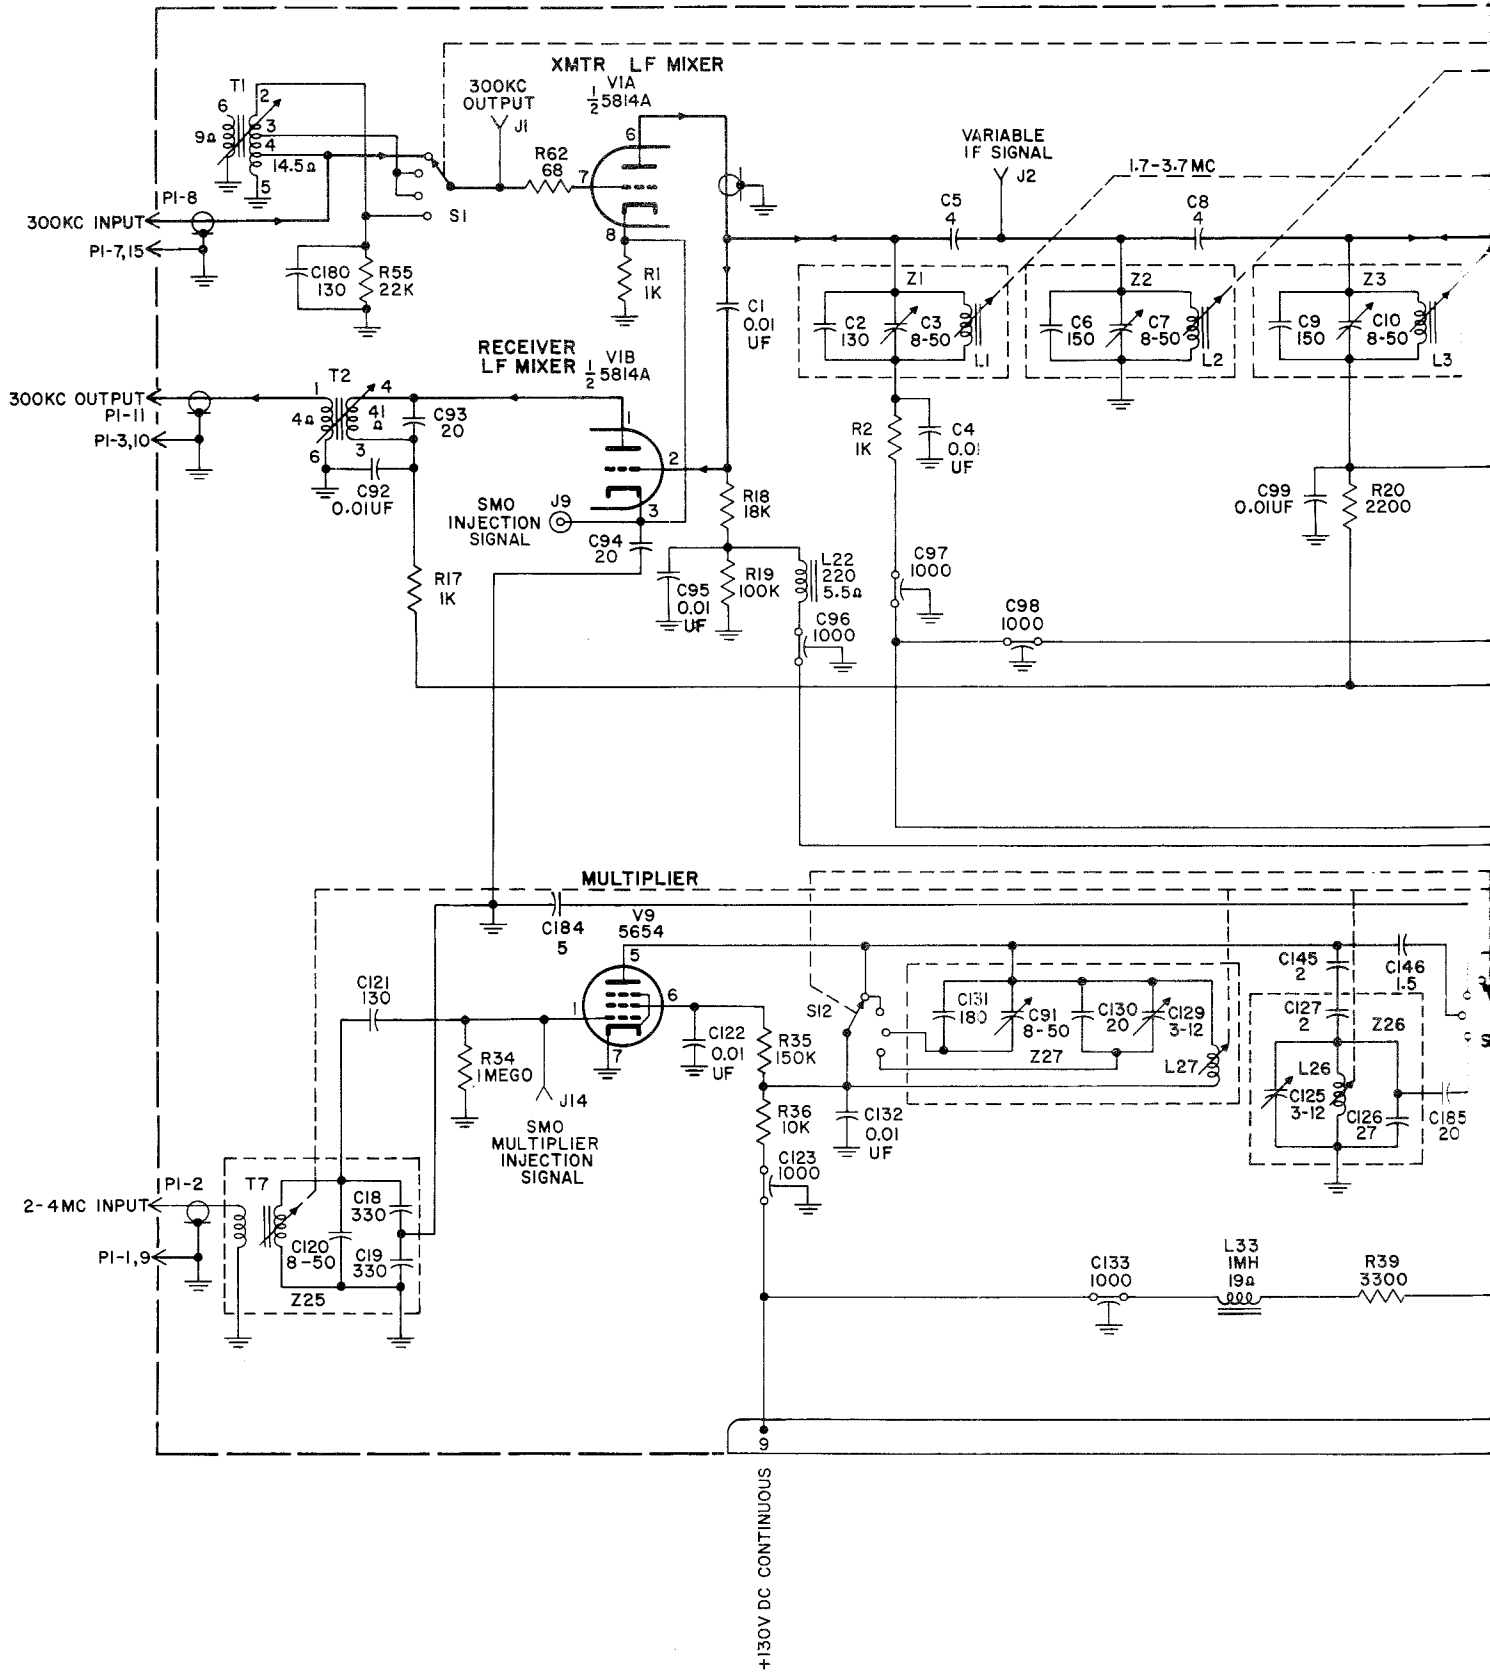 XMTR LF MIXER
V1A
½ 5814A
300KC
OUTPUT
J1
T1
6
2
3
4
5
9Ω
14.5Ω
R62
68
7
6
8
S1
P1-8
300KC INPUT
P1-7,15
C180
130
R55
22K
R1
1K
VARIABLE
IF SIGNAL
J2
1.7-3.7 MC
C5
4
C8
4
C1
0.01
UF
Z1
C2
130
C3
8-50
L1
Z2
C6
150
C7
8-50
L2
Z3
C9
150
C10
8-50
L3
RECEIVER
LF MIXER
V1B
½ 5814A
300KC OUTPUT
P1-11
P1-3,10
T2
1
4
4Ω
41
Ω
6
3
C93
20
C92
0.01UF
1
2
3
SMO
INJECTION
SIGNAL
J9
C94
20
R17
1K
R18
18K
C95
0.01
UF
R19
100K
L22
220
5.5Ω
C96
1000
R2
1K
C4
0.01
UF
C97
1000
C98
1000
C99
0.01UF
R20
2200
MULTIPLIER
V9
5654
C184
5
5
1
6
7
C121
130
R34
1MEGO
J14
SMO
MULTIPLIER
INJECTION
SIGNAL
C122
0.01
UF
R35
150K
R36
10K
C123
1000
C132
0.01
UF
S12
C131
180
C91
8-50
C130
20
C129
3-12
Z27
L27
C145
2
C146
1.5
C127
2
Z26
L26
C125
3-12
C126
27
C185
20
S
2-4MC INPUT
P1-2
P1-1,9
T7
C120
8-50
C18
330
C19
330
Z25
C133
1000
L33
1MH
19Ω
R39
3300
9
+130V DC CONTINUOUS